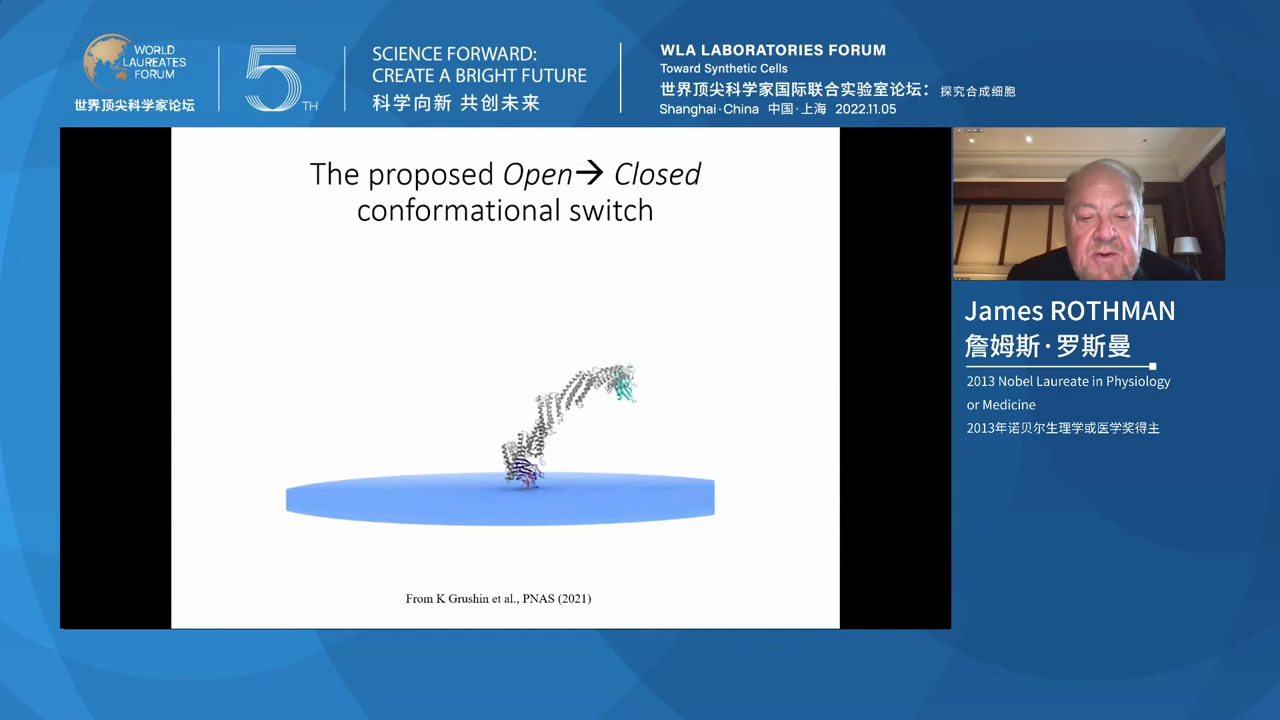 WORLD
LAUREATES
FORUM
世界顶尖科学家论坛
5TH
SCIENCE FORWARD:
CREATE A BRIGHT FUTURE
科学向新 共创未来
WLA LABORATORIES FORUM
Toward Synthetic Cells
世界顶尖科学家国际联合实验室论坛：探究合成细胞
Shanghai·China 中国·上海 2022.11.05
The proposed Open→ Closed
conformational switch
From K Grushin et al., PNAS (2021)
James ROTHMAN
詹姆斯·罗斯曼
2013 Nobel Laureate in Physiology
or Medicine
2013年诺贝尔生理学或医学奖得主